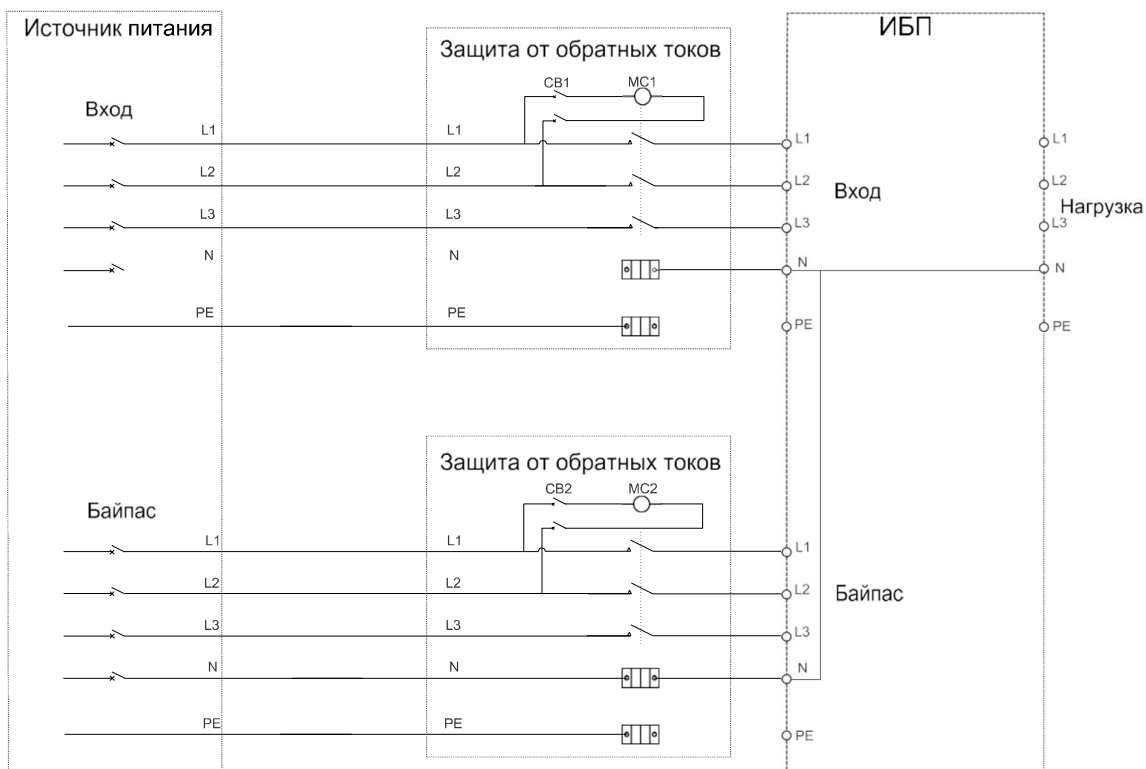 Источник питания
Защита от обратных токов
ИБП
CB1
MC1
Вход
L1
L1
L1
L1
L2
L2
L2
L2
Вход
L3
L3
L3
L3
Нагрузка
N
N
N
N
PE
PE
PE
PE
Защита от обратных токов
CB2
MC2
Байпас
L1
L1
L1
L2
L2
L2
Байпас
L3
L3
L3
N
N
N
PE
PE
PE